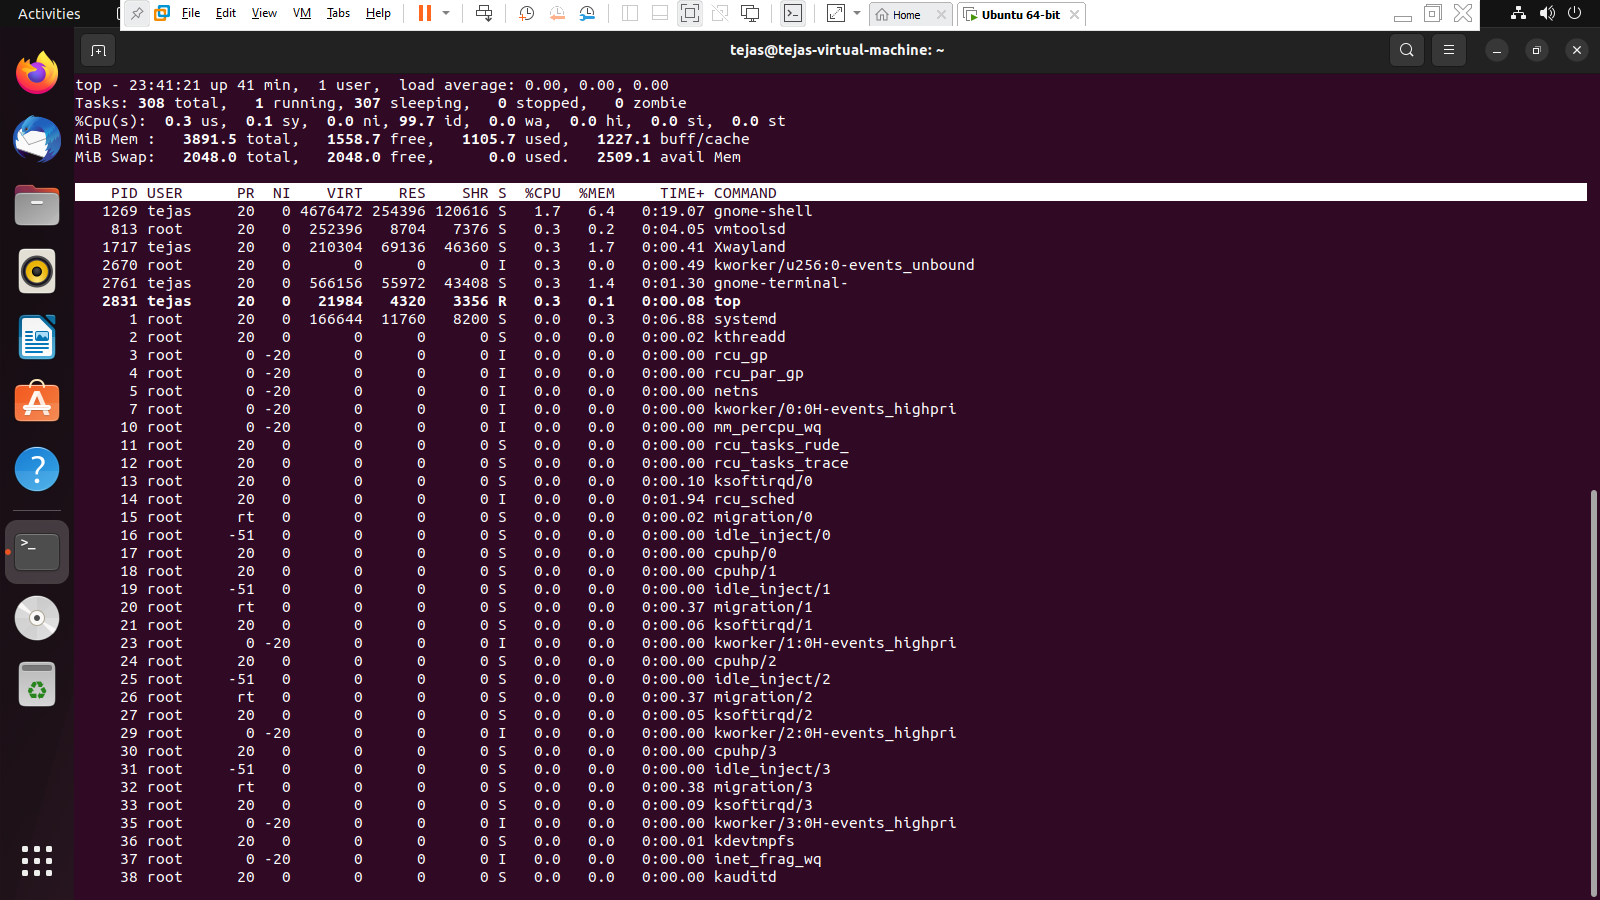 Activities File Edit View VM Tabs Help Home Ubuntu 64-bit
tejas@tejas-virtual-machine: ~
top - 23:41:21 up 41 min,  1 user,  load average: 0.00, 0.00, 0.00
Tasks: 308 total,   1 running, 307 sleeping,   0 stopped,   0 zombie
%Cpu(s):  0.3 us,  0.1 sy,  0.0 ni, 99.7 id,  0.0 wa,  0.0 hi,  0.0 si,  0.0 st
MiB Mem :   3891.5 total,   1558.7 free,   1105.7 used,   1227.1 buff/cache
MiB Swap:   2048.0 total,   2048.0 free,      0.0 used.   2509.1 avail Mem
PID USER      PR  NI    VIRT    RES    SHR S  %CPU  %MEM     TIME+ COMMAND
1269 tejas     20   0 4676472 254396 120616 S   1.7   6.4   0:19.07 gnome-shell
813 root      20   0  252396   8704   7376 S   0.3   0.2   0:04.05 vmtoolsd
1717 tejas     20   0  210304  69136  46360 S   0.3   1.7   0:00.41 Xwayland
2670 root      20   0       0      0      0 I   0.3   0.0   0:00.49 kworker/u256:0-events_unbound
2761 tejas     20   0  566156  55972  43408 S   0.3   1.4   0:01.30 gnome-terminal-
2831 tejas     20   0   21984   4320   3356 R   0.3   0.1   0:00.08 top
1 root      20   0  166644  11760   8200 S   0.0   0.3   0:06.88 systemd
2 root      20   0       0      0      0 S   0.0   0.0   0:00.02 kthreadd
3 root       0 -20       0      0      0 I   0.0   0.0   0:00.00 rcu_gp
4 root       0 -20       0      0      0 I   0.0   0.0   0:00.00 rcu_par_gp
5 root       0 -20       0      0      0 I   0.0   0.0   0:00.00 netns
7 root       0 -20       0      0      0 I   0.0   0.0   0:00.00 kworker/0:0H-events_highpri
10 root       0 -20       0      0      0 I   0.0   0.0   0:00.00 mm_percpu_wq
11 root      20   0       0      0      0 S   0.0   0.0   0:00.00 rcu_tasks_rude_
12 root      20   0       0      0      0 S   0.0   0.0   0:00.00 rcu_tasks_trace
13 root      20   0       0      0      0 S   0.0   0.0   0:00.10 ksoftirqd/0
14 root      20   0       0      0      0 I   0.0   0.0   0:01.94 rcu_sched
15 root      rt   0       0      0      0 S   0.0   0.0   0:00.02 migration/0
16 root     -51   0       0      0      0 S   0.0   0.0   0:00.00 idle_inject/0
17 root      20   0       0      0      0 S   0.0   0.0   0:00.00 cpuhp/0
18 root      20   0       0      0      0 S   0.0   0.0   0:00.00 cpuhp/1
19 root     -51   0       0      0      0 S   0.0   0.0   0:00.00 idle_inject/1
20 root      rt   0       0      0      0 S   0.0   0.0   0:00.37 migration/1
21 root      20   0       0      0      0 S   0.0   0.0   0:00.06 ksoftirqd/1
23 root       0 -20       0      0      0 I   0.0   0.0   0:00.00 kworker/1:0H-events_highpri
24 root      20   0       0      0      0 S   0.0   0.0   0:00.00 cpuhp/2
25 root     -51   0       0      0      0 S   0.0   0.0   0:00.00 idle_inject/2
26 root      rt   0       0      0      0 S   0.0   0.0   0:00.37 migration/2
27 root      20   0       0      0      0 S   0.0   0.0   0:00.05 ksoftirqd/2
29 root       0 -20       0      0      0 I   0.0   0.0   0:00.00 kworker/2:0H-events_highpri
30 root      20   0       0      0      0 S   0.0   0.0   0:00.00 cpuhp/3
31 root     -51   0       0      0      0 S   0.0   0.0   0:00.00 idle_inject/3
32 root      rt   0       0      0      0 S   0.0   0.0   0:00.38 migration/3
33 root      20   0       0      0      0 S   0.0   0.0   0:00.09 ksoftirqd/3
35 root       0 -20       0      0      0 I   0.0   0.0   0:00.00 kworker/3:0H-events_highpri
36 root      20   0       0      0      0 S   0.0   0.0   0:00.01 kdevtmpfs
37 root       0 -20       0      0      0 I   0.0   0.0   0:00.00 inet_frag_wq
38 root      20   0       0      0      0 S   0.0   0.0   0:00.00 kauditd